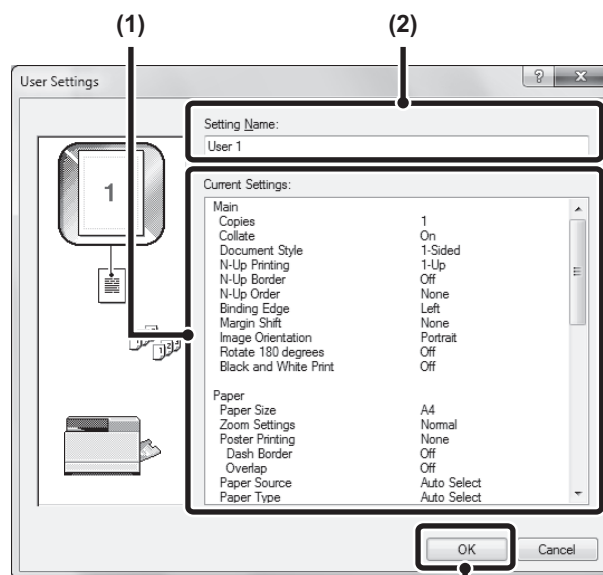 (1) (2)
User Settings
Setting Name:
User 1
1
Current Settings:
Main
Copies 1
Collate On
Document Style 1-Sided
N-Up Printing 1-Up
N-Up Border Off
N-Up Order None
Binding Edge Left
Margin Shift None
Image Orientation Portrait
Rotate 180 degrees Off
Black and White Print Off
Paper
Paper Size A4
Zoom Settings Normal
Poster Printing None
Dash Border Off
Overlap Off
Paper Source Auto Select
Paper Type Auto Select
OK Cancel